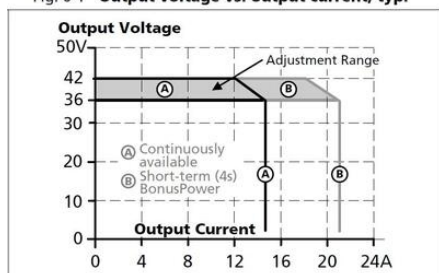 Fig. 6-1 Output voltage vs. output current, typ.
Output Voltage
50V
Adjustment Range
42
A
B
36
30
A Continuously
available
20
B Short-term (4s)
BonusPower
A
B
10
Output Current
0
0 4 8 12 16 20 24A